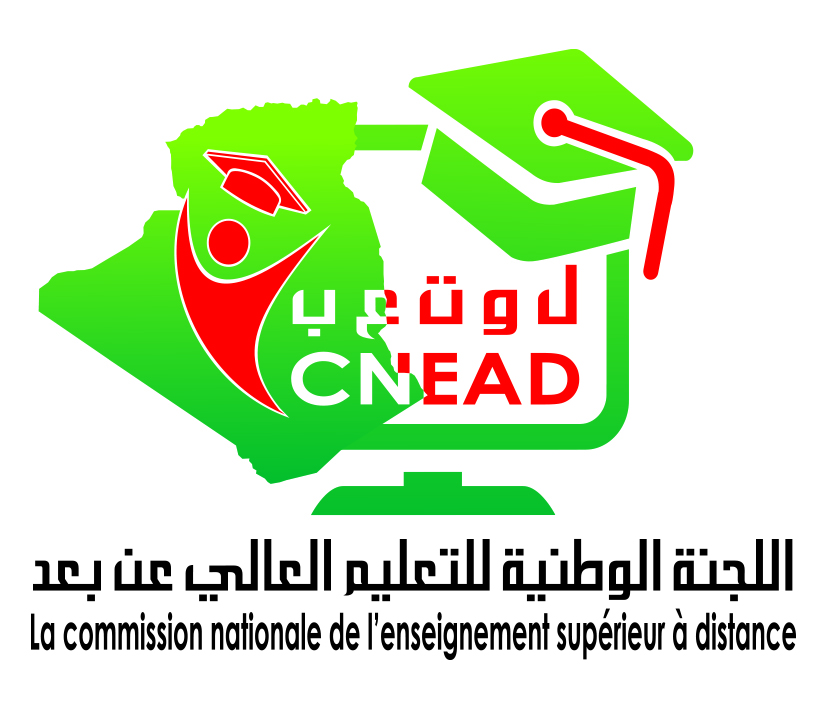 ل و ت ع ب
CNEAD
اللجنة الوطنية للتعليم العالي عن بعد
La commission nationale de l'enseignement supérieur à distance